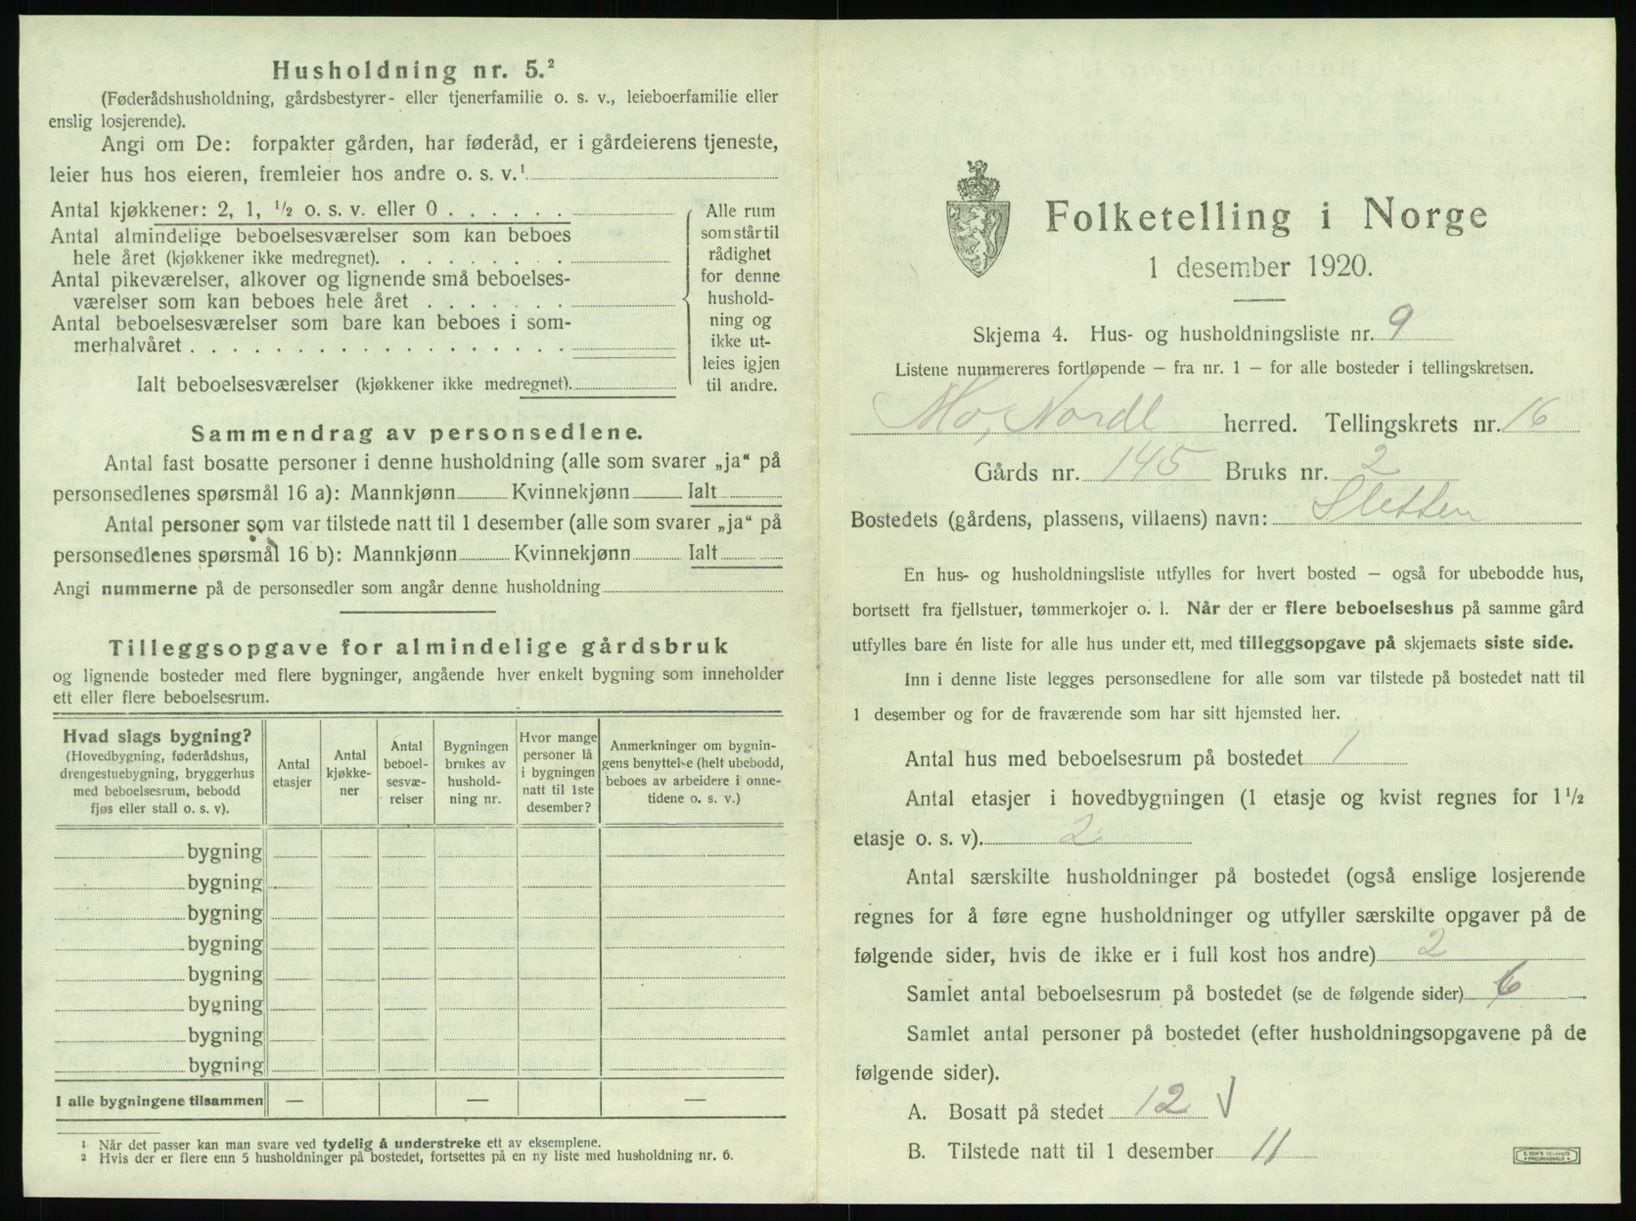 Husholdning nr. 5.²
(Føderådshusholdning, gårdsbestyrer- eller tjenerfamilie o. s. v., leieboerfamilie eller
enslig losjerende).
Angi om De: forpakter gården, har føderåd, er i gårdeierens tjeneste,
leier hus hos eieren, fremleier hos andre o. s. v.¹
Antal kjøkkener: 2, 1, ½ o. s. v. eller 0 . . . . . .
Antal almindelige beboelsesværelser som kan beboes
hele året (kjøkkener ikke medregnet). . . . . . . . .
Antal pikeværelser, alkover og lignende små beboelses-
værelser som kan beboes hele året . . . . . . .
Antal beboelsesværelser som bare kan beboes i som-
merhalvåret . . . . . . . . . . . . . . . . . .
Ialt beboelsesværelser (kjøkkener ikke medregnet).
Alle rum
som står til
rådighet
for denne
hushold-
ning og
ikke ut-
leies igjen
til andre.
Sammendrag av personsedlene.
Antal fast bosatte personer i denne husholdning (alle som svarer „ja“ på
personsedlenes spørsmål 16 a): Mannkjønn Kvinnekjønn Ialt
Antal personer som var tilstede natt til 1 desember (alle som svarer „ja“ på
personsedlenes spørsmål 16 b): Mannkjønn Kvinnekjønn Ialt
Angi nummerne på de personsedler som angår denne husholdning
Tilleggsopgave for almindelige gårdsbruk
og lignende bosteder med flere bygninger, angående hver enkelt bygning som inneholder
ett eller flere beboelsesrum.
Hvad slags bygning?
(Hovedbygning, føderådshus,
drengestuebygning, bryggerhus
med beboelsesrum, bebodd
fjøs eller stall o. s. v).
Antal
etasjer
Antal
kjøkke-
ner
Antal
beboel-
sesvæ-
relser
Bygningen
brukes av
hushold-
ning nr.
Hvor mange
personer lå
i bygningen
natt til 1ste
desember?
Anmerkninger om bygnin-
gens benyttelse (helt ubebodd,
beboes av arbeidere i onne-
tidene o. s. v.)
bygning
bygning
bygning
bygning
bygning
bygning
bygning
bygning
I alle bygningene tilsammen — — —
¹ Når det passer kan man svare ved tydelig å understreke ett av eksemplene.
² Hvis der er flere enn 5 husholdninger på bostedet, fortsettes på en ny liste med husholdning nr. 6.
Folketelling i Norge
1 desember 1920.
Skjema 4. Hus- og husholdningsliste nr. 9
Listene nummereres fortløpende — fra nr. 1 — for alle bosteder i tellingskretsen.
Mo, Nordl herred. Tellingskrets nr. 16
Gårds nr. 145 Bruks nr. 2
Bostedets (gårdens, plassens, villaens) navn: Sletten
En hus- og husholdningsliste utfylles for hvert bosted — også for ubebodde hus,
bortsett fra fjellstuer, tømmerkojer o. l. Når der er flere beboelseshus på samme gård
utfylles bare én liste for alle hus under ett, med tilleggsopgave på skjemaets siste side.
Inn i denne liste legges personsedlene for alle som var tilstede på bostedet natt til
1 desember og for de fraværende som har sitt hjemsted her.
Antal hus med beboelsesrum på bostedet 1
Antal etasjer i hovedbygningen (1 etasje og kvist regnes for 1½
etasje o. s. v). 2
Antal særskilte husholdninger på bostedet (også enslige losjerende
regnes for å føre egne husholdninger og utfyller særskilte opgaver på de
følgende sider, hvis de ikke er i full kost hos andre) 2
Samlet antal beboelsesrum på bostedet (se de følgende sider) 6
Samlet antal personer på bostedet (efter husholdningsopgavene på de
følgende sider).
A. Bosatt på stedet 12 √
B. Tilstede natt til 1 desember 11